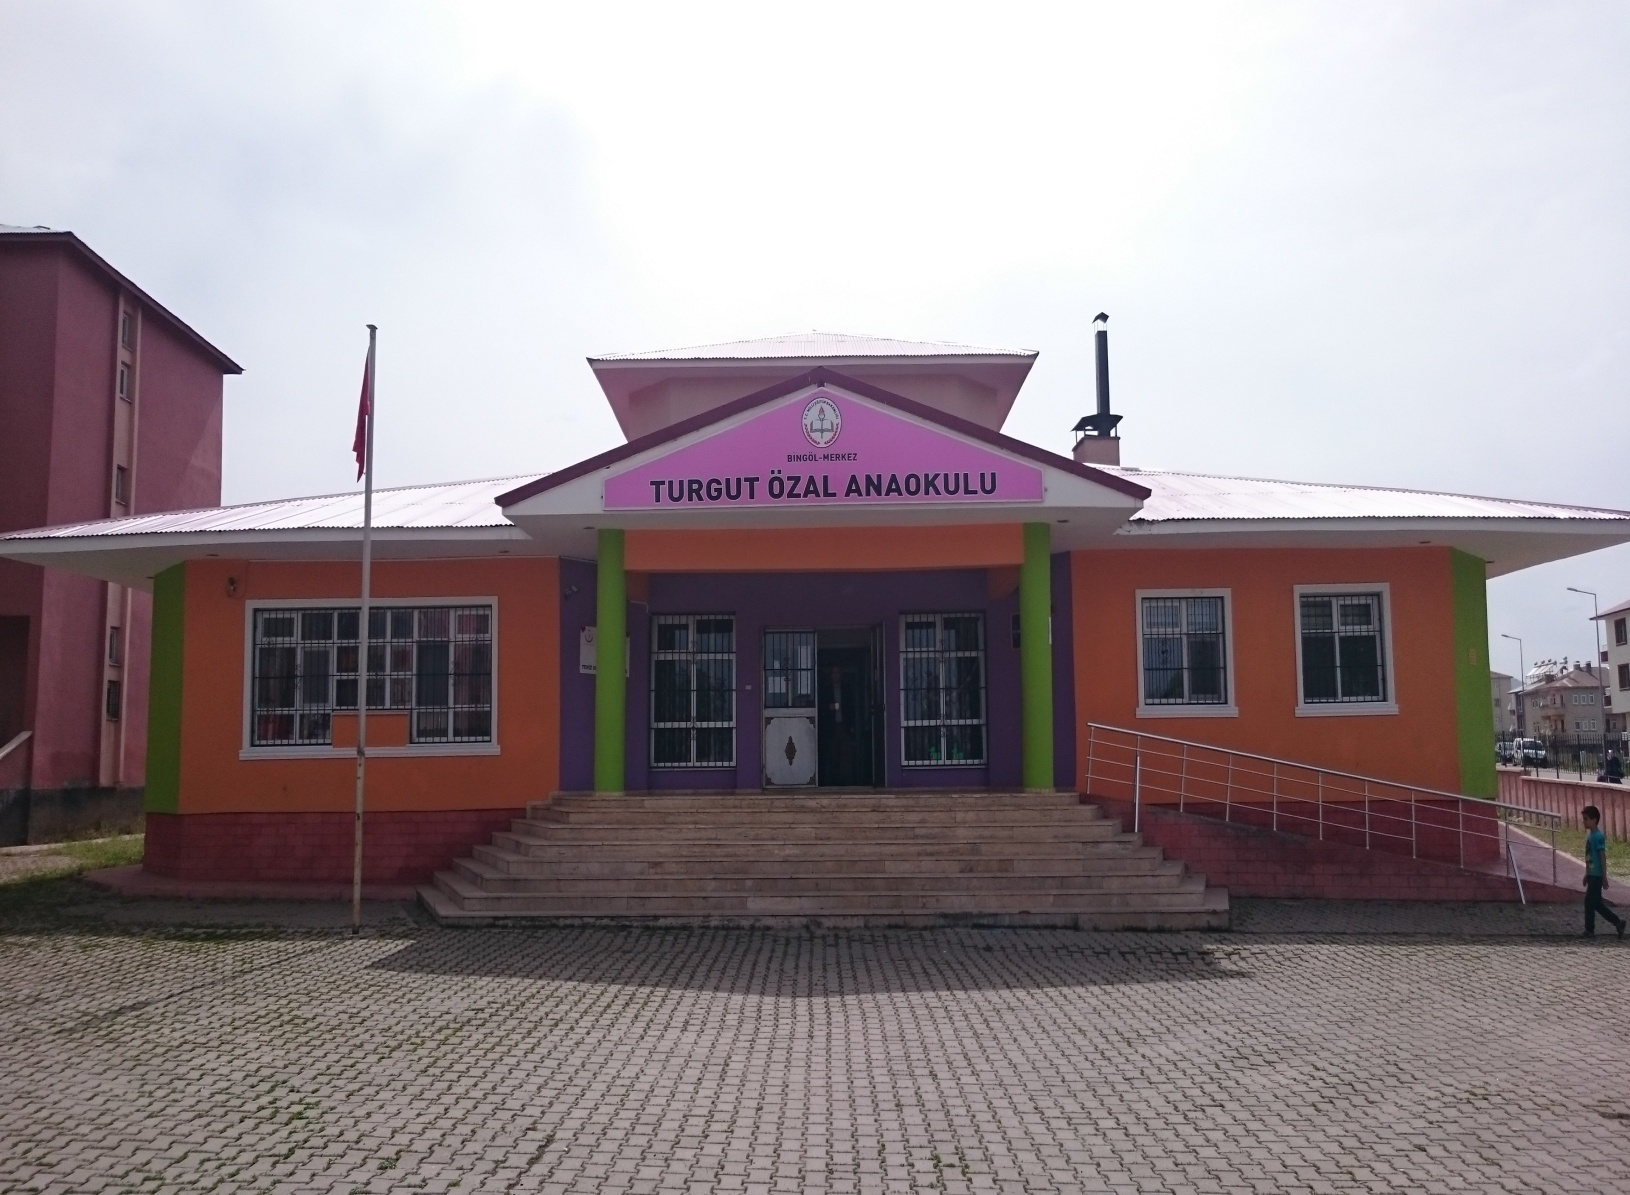 BİNGÖL-MERKEZ
TURGUT ÖZAL ANAOKULU